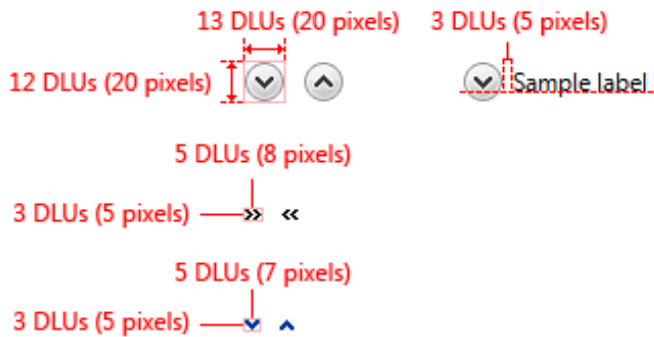 13 DLUs (20 pixels)
3 DLUs (5 pixels)
12 DLUs (20 pixels)
Sample label
5 DLUs (8 pixels)
3 DLUs (5 pixels)
5 DLUs (7 pixels)
3 DLUs (5 pixels)